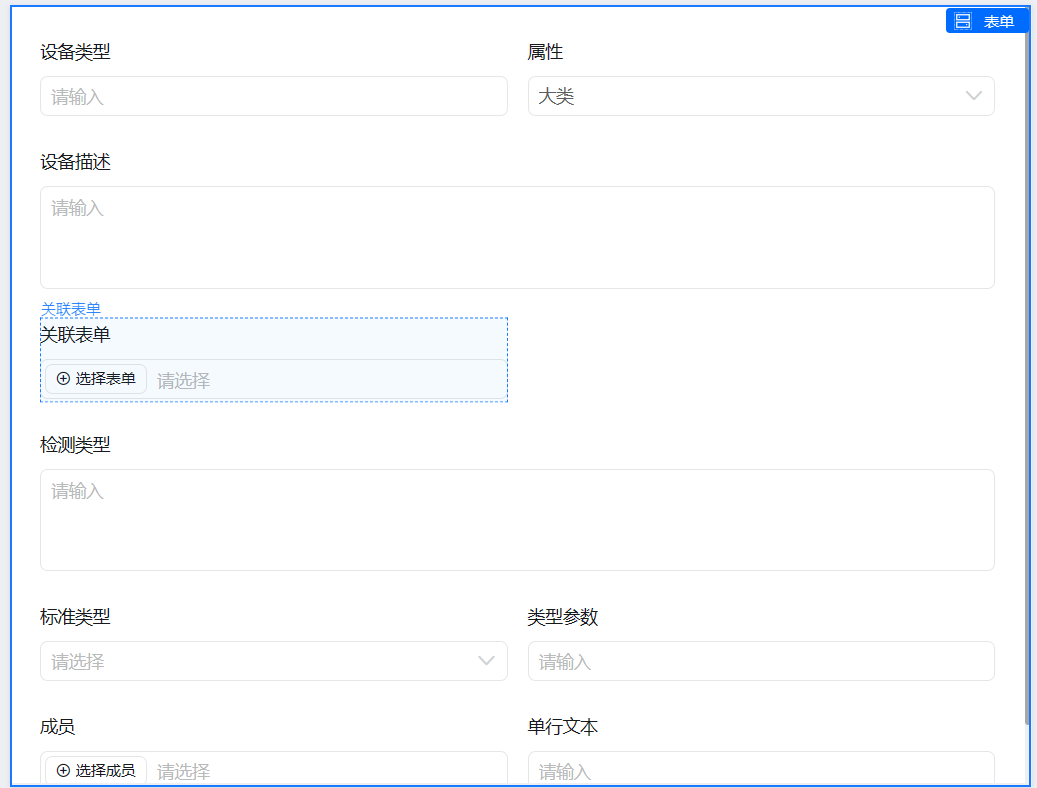 表单
设备类型
属性
请输入
大类
设备描述
请输入
关联表单
关联表单
选择表单
请选择
检测类型
请输入
标准类型
类型参数
请选择
请输入
成员
单行文本
选择成员
请选择
请输入